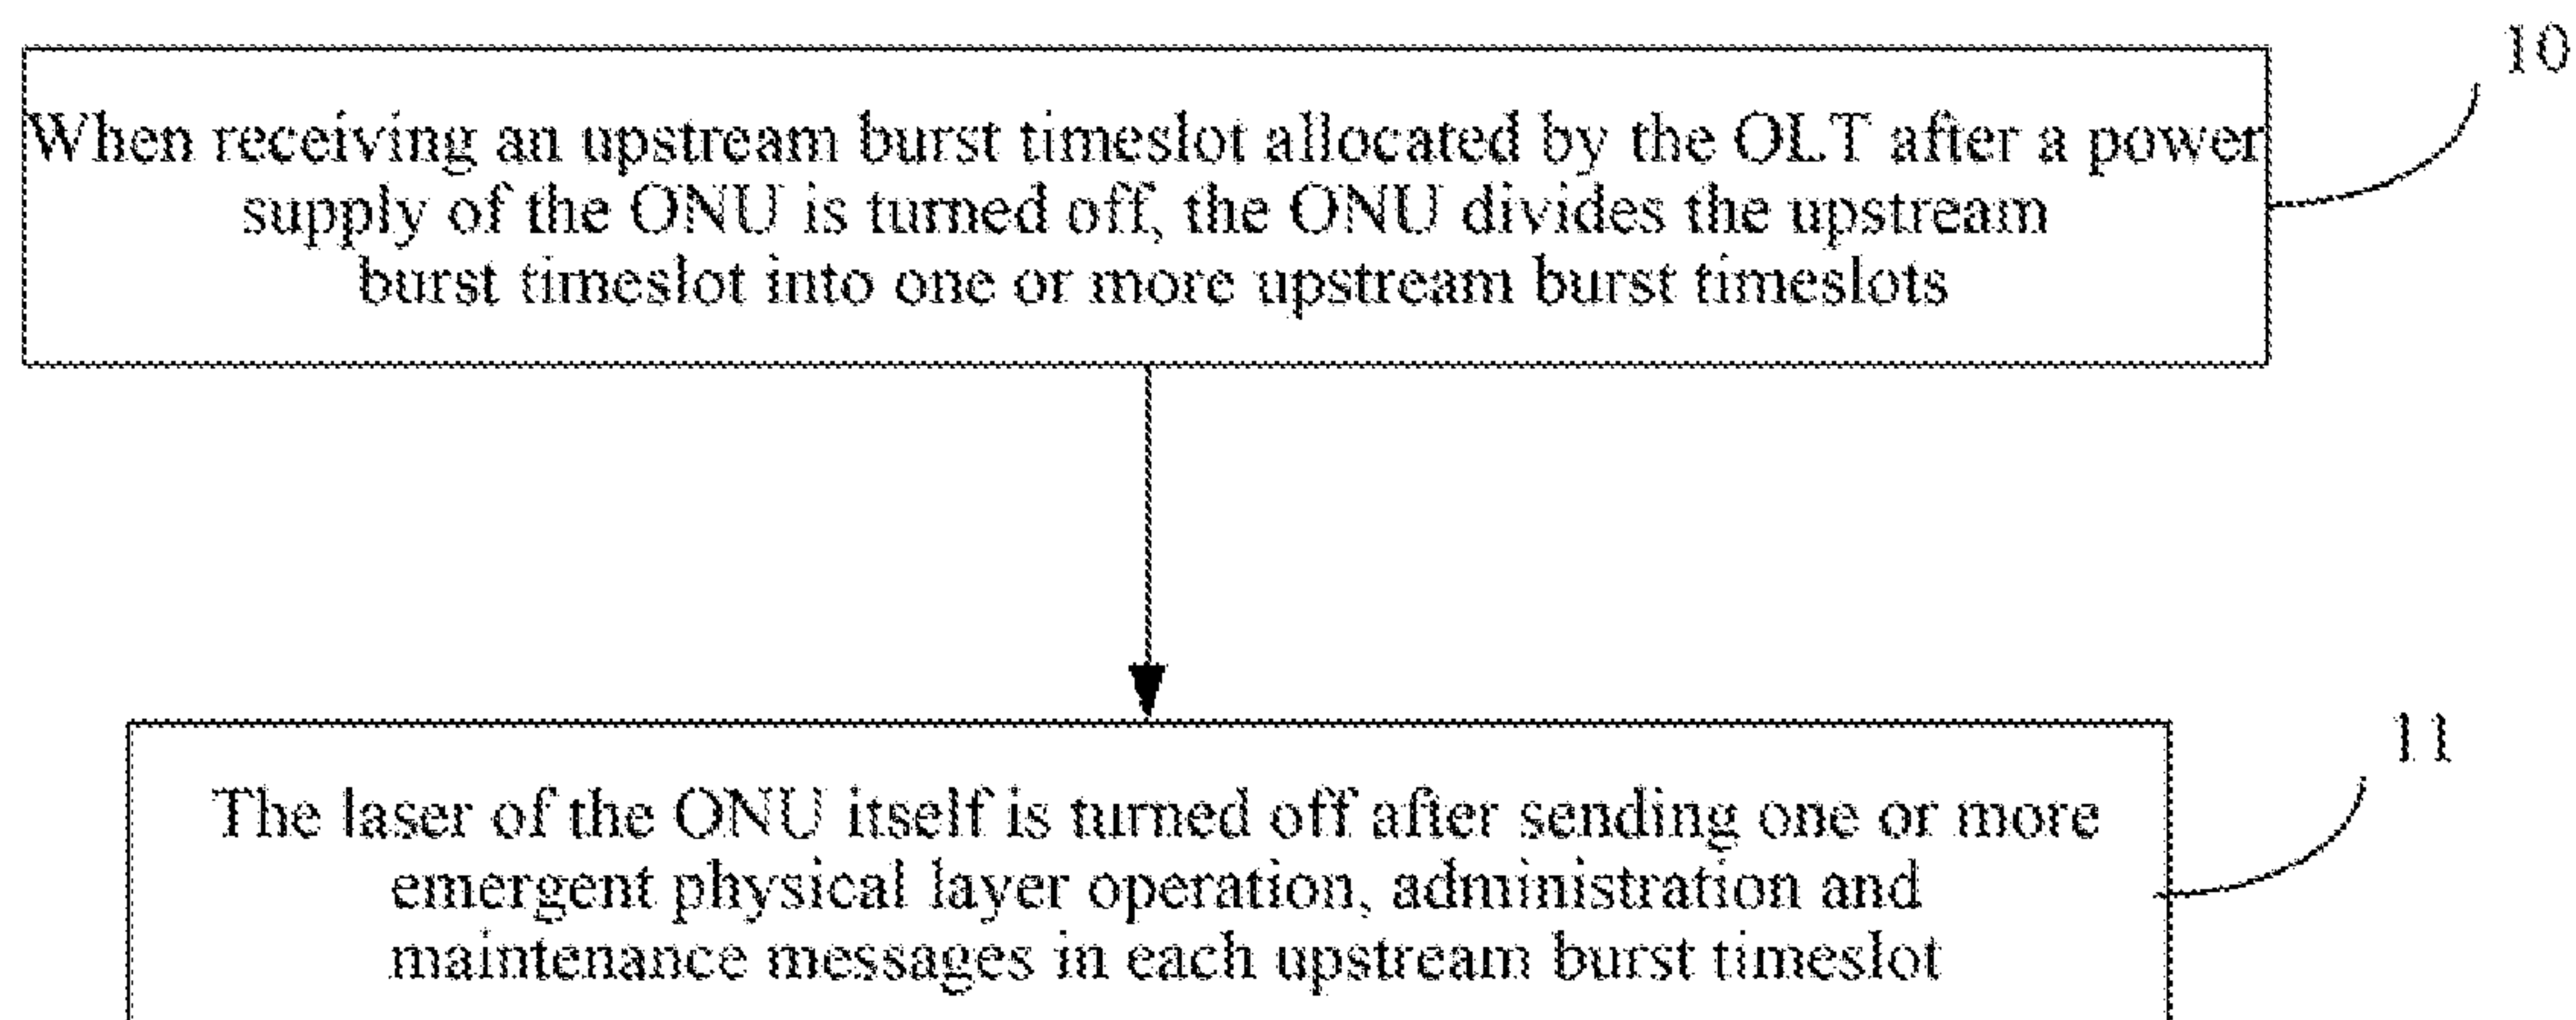 10
When receiving an upstream burst timeslot allocated by the OLT after a power
supply of the ONU is turned off, the ONU divides the upstream
burst timeslot into one or more upstream burst timeslots
11
The laser of the ONU itself is turned off after sending one or more
emergent physical layer operation, administration and
maintenance messages in each upstream burst timeslot